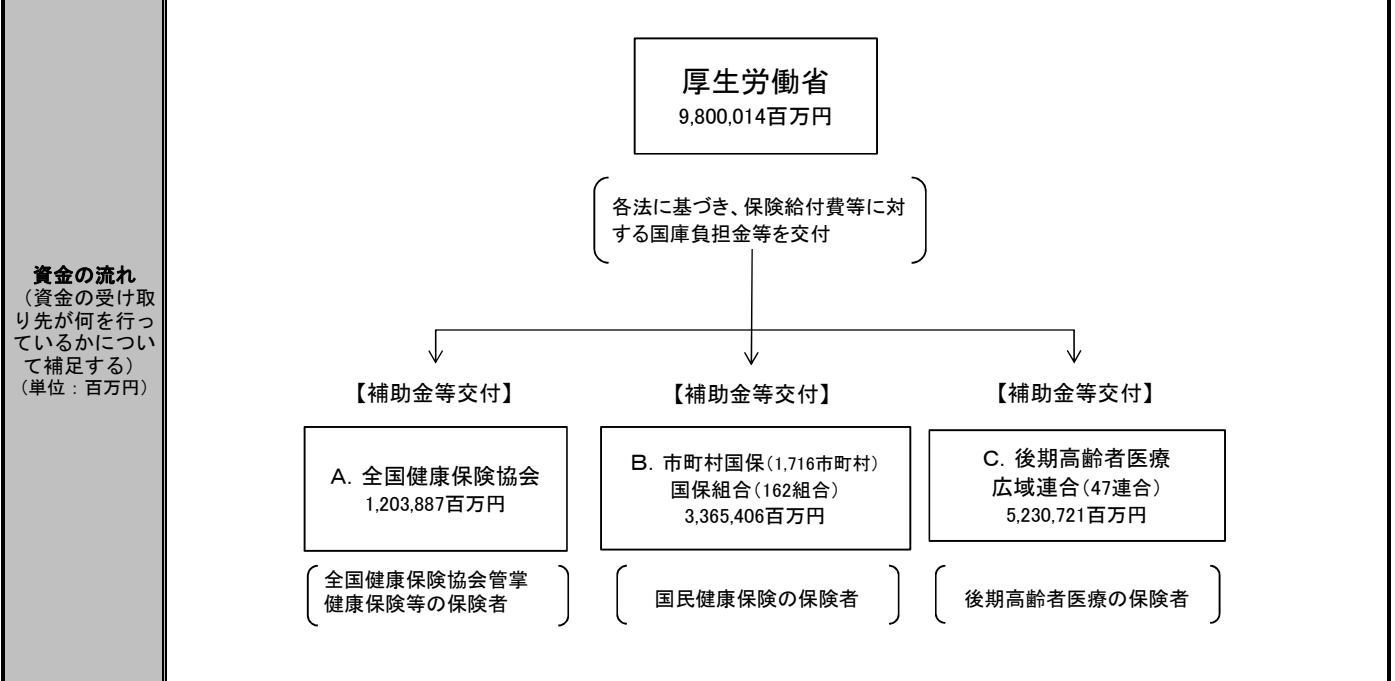 資金の流れ
（資金の受け取
り先が何を行っ
ているかについ
て補足する）
（単位：百万円）
厚生労働省
9,800,014百万円
各法に基づき、保険給付費等に対
する国庫負担金等を交付
【補助金等交付】
【補助金等交付】
【補助金等交付】
A．全国健康保険協会
1,203,887百万円
B．市町村国保（1,716市町村）
国保組合（162組合）
3,365,406百万円
C．後期高齢者医療
広域連合（47連合）
5,230,721百万円
全国健康保険協会管掌
健康保険等の保険者
国民健康保険の保険者
後期高齢者医療の保険者